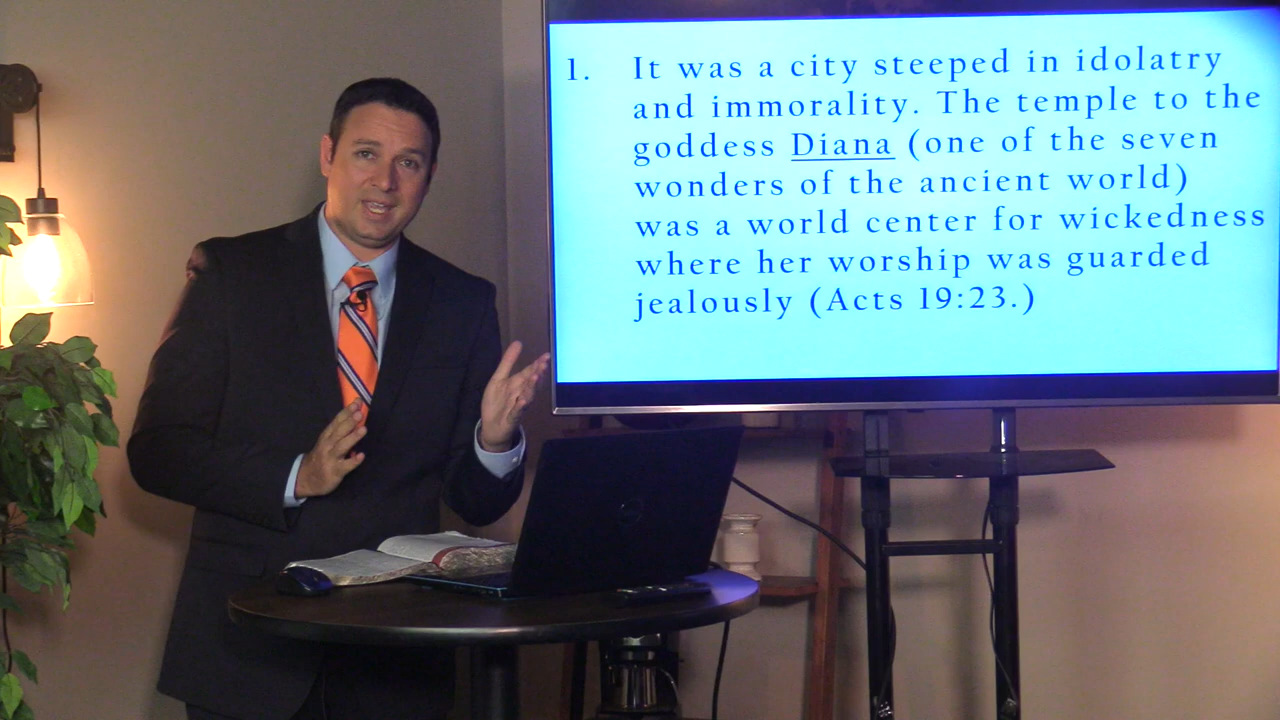 1. It was a city steeped in idolatry
and immorality. The temple to the
goddess Diana (one of the seven
wonders of the ancient world)
was a world center for wickedness
where her worship was guarded
jealously (Acts 19:23.)